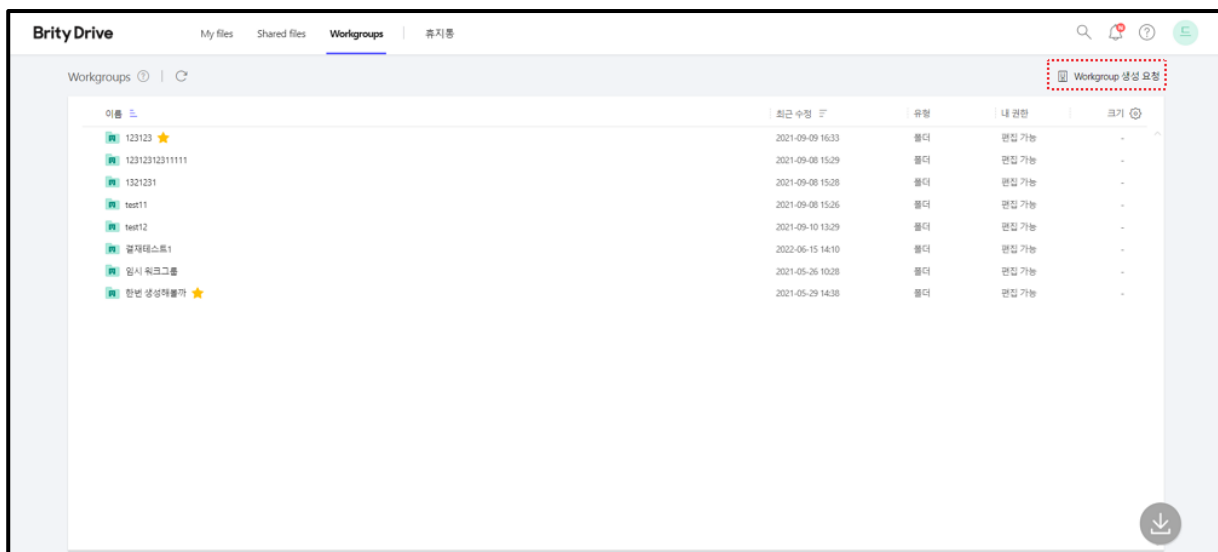 Brity Drive My files Shared files Workgroups 휴지통 드
Workgroups Workgroup 생성 요청
이름 최근 수정 유형 내 권한 크기
123123 2021-09-09 16:33 폴더 편집 가능 -
12312312311111 2021-09-08 15:29 폴더 편집 가능 -
1321231 2021-09-08 15:28 폴더 편집 가능 -
test11 2021-09-08 15:26 폴더 편집 가능 -
test12 2021-09-10 13:29 폴더 편집 가능 -
결재테스트1 2022-06-15 14:10 폴더 편집 가능 -
임시 워크그룹 2021-05-26 10:28 폴더 편집 가능 -
한번 생성해볼까 2021-05-29 14:38 폴더 편집 가능 -